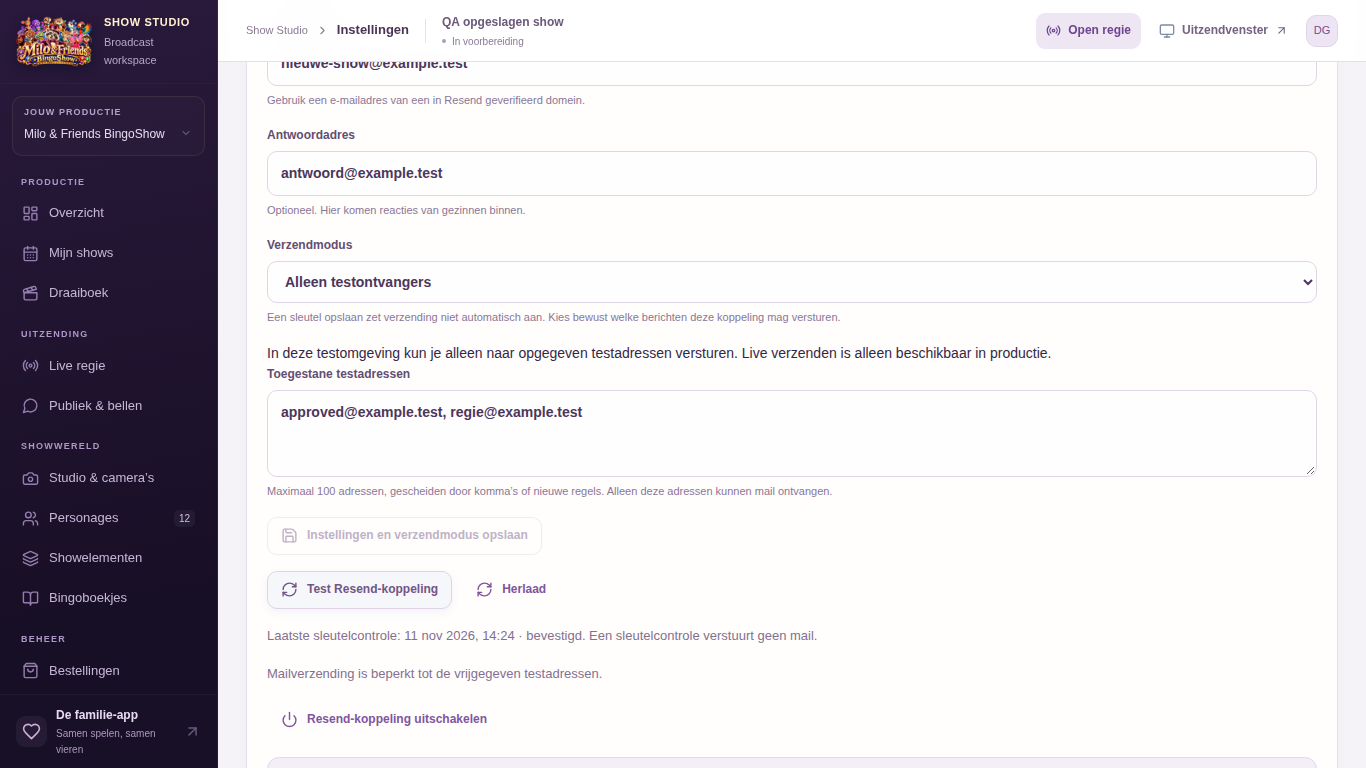 Milo & Friends
BingoShow
SHOW STUDIO
Broadcast
workspace
JOUW PRODUCTIE
Milo & Friends BingoShow
PRODUCTIE
Overzicht
Mijn shows
Draaiboek
UITZENDING
Live regie
Publiek & bellen
SHOWWERELD
Studio & camera's
Personages
12
Showelementen
Bingoboekjes
BEHEER
Bestellingen
De familie-app
Samen spelen, samen
vieren
Show Studio
Instellingen
QA opgeslagen show
In voorbereiding
Open regie
Uitzendvenster
DG
nieuwe-show@example.test
Gebruik een e-mailadres van een in Resend geverifieerd domein.
Antwoordadres
antwoord@example.test
Optioneel. Hier komen reacties van gezinnen binnen.
Verzendmodus
Alleen testontvangers
Een sleutel opslaan zet verzending niet automatisch aan. Kies bewust welke berichten deze koppeling mag versturen.
In deze testomgeving kun je alleen naar opgegeven testadressen versturen. Live verzenden is alleen beschikbaar in productie.
Toegestane testadressen
approved@example.test, regie@example.test
Maximaal 100 adressen, gescheiden door komma's of nieuwe regels. Alleen deze adressen kunnen mail ontvangen.
Instellingen en verzendmodus opslaan
Test Resend-koppeling
Herlaad
Laatste sleutelcontrole: 11 nov 2026, 14:24 · bevestigd. Een sleutelcontrole verstuurt geen mail.
Mailverzending is beperkt tot de vrijgegeven testadressen.
Resend-koppeling uitschakelen